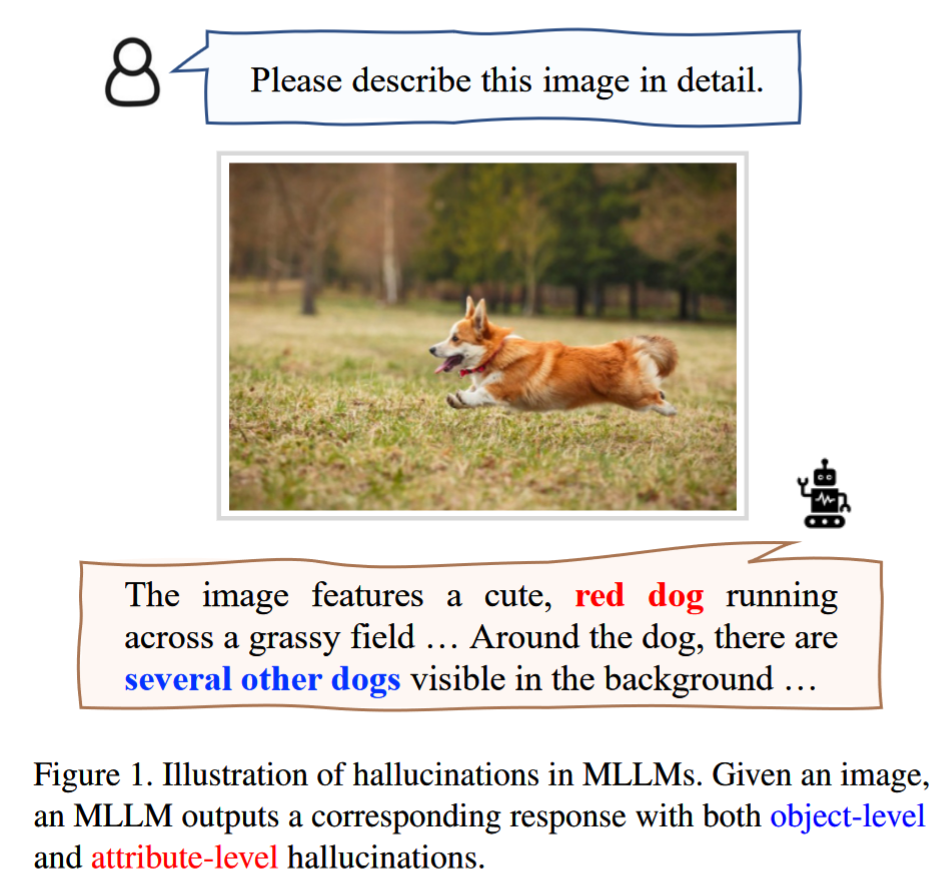 Please describe this image in detail.
The image features a cute, red dog running
across a grassy field … Around the dog, there are
several other dogs visible in the background …
Figure 1. Illustration of hallucinations in MLLMs. Given an image,
an MLLM outputs a corresponding response with both object-level
and attribute-level hallucinations.